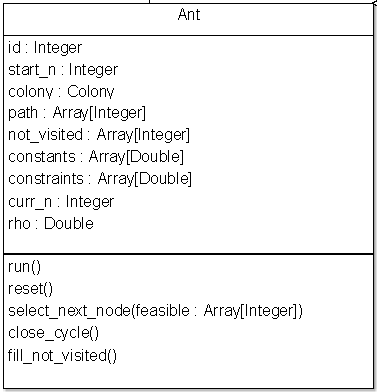 Ant
id : Integer
start_n : Integer
colony : Colony
path : Array[Integer]
not_visited : Array[Integer]
constants : Array[Double]
constraints : Array[Double]
curr_n : Integer
rho : Double
run()
reset()
select_next_node(feasible : Array[Integer])
close_cycle()
fill_not_visited()